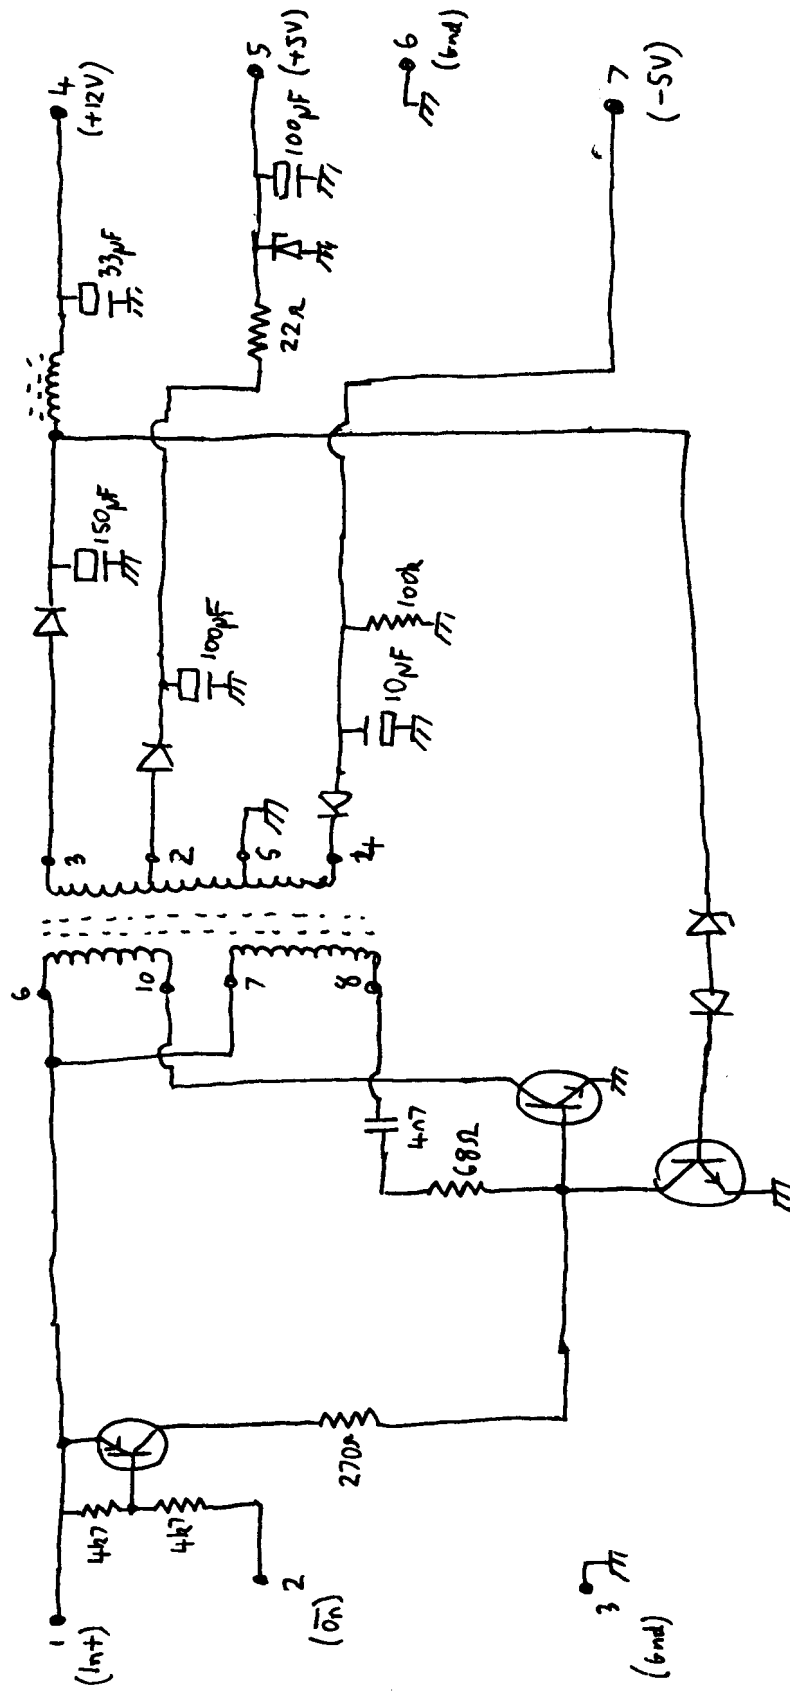 1
(In+)
4k7
4k7
2
(O̅n̅)
3
(Gnd)
270Ω
6
10
7
8
4n7
68Ω
3
2
5
4
150µF
100µF
10µF
100k
33µF
22Ω
100µF
4
(+12V)
5
(+5V)
6
(Gnd)
7
(-5V)